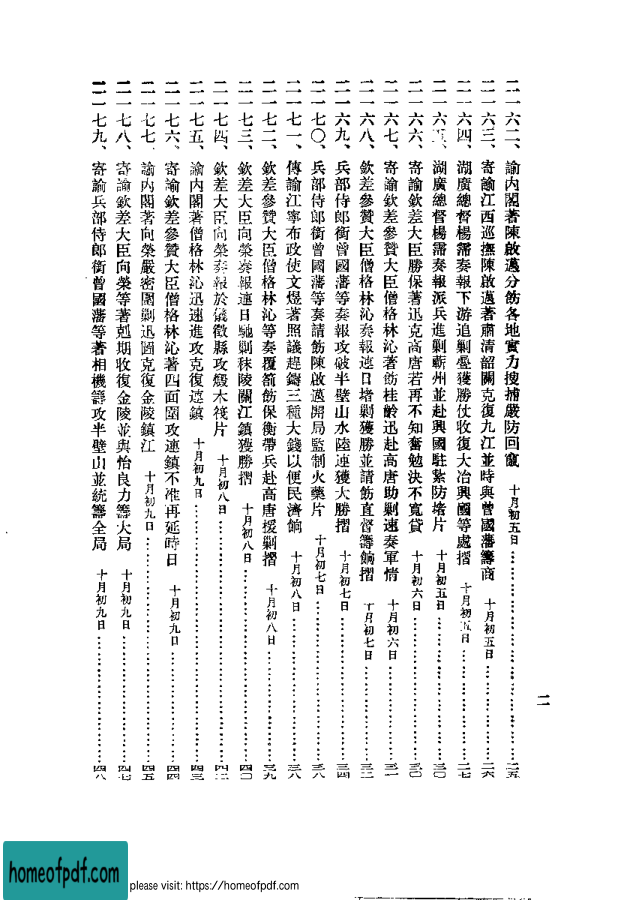 二一六二、諭內閣著陳啟邁分飭各地實力搜捕嚴防回竄 十月初五日……二五
二一六三、寄諭江西巡撫陳啟邁著肅清韶關克復九江並時與曾國藩籌商 十月初五日……二六
二一六四、湖廣總督楊霈奏報下游追剿疊獲勝仗收復大冶興國等處摺 十月初五日……二七
二一六五、湖廣總督楊霈奏報派兵進剿蘄州並赴興國駐紮防堵片 十月初五日……三〇
二一六六、寄諭欽差大臣勝保著迅克高唐若再不知奮勉決不寬貸 十月初六日……三〇
二一六七、寄諭欽差參贊大臣僧格林沁著飭桂齡迅赴高唐助剿速奏軍情 十月初六日……三一
二一六八、欽差參贊大臣僧格林沁奏報連日堵剿獲勝並請飭直督籌餉摺 十月初七日……三二
二一六九、兵部侍郎銜曾國藩等奏報攻破半壁山水陸連獲大勝摺 十月初七日……三四
二一七〇、兵部侍郎銜曾國藩等奏請飭陳啟邁開局監制火藥片 十月初七日……三八
二一七一、傳諭江寧布政使文煜著照議趕鑄三種大錢以便民濟餉 十月初八日……三八
二一七二、欽差參贊大臣僧格林沁等奏覆籥飭保衡帶兵赴高唐援剿摺 十月初八日……三九
二一七三、欽差大臣向榮奏報連日馳剿秣陵關江鎮獲勝摺 十月初八日……四〇
二一七四、欽差大臣向榮奏報於儀徵縣攻燬木筏片 十月初八日……四二
二一七五、諭內閣著僧格林沁迅速進攻克復連鎮 十月初九日……四三
二一七六、寄諭欽差參贊大臣僧格林沁著四面圍攻連鎮不准再延時日 十月初九日……四四
二一七七、諭內閣著向榮嚴密圍剿迅圖克復金陵鎮江 十月初九日……四五
二一七八、寄諭欽差大臣向榮等著剋期收復金陵並與怡良力籌大局 十月初九日……四七
二一七九、寄諭兵部侍郎銜曾國藩等著相機籌攻半壁山並統籌全局 十月初九日……四八
二
homeofpdf.com
please visit: https://homeofpdf.com